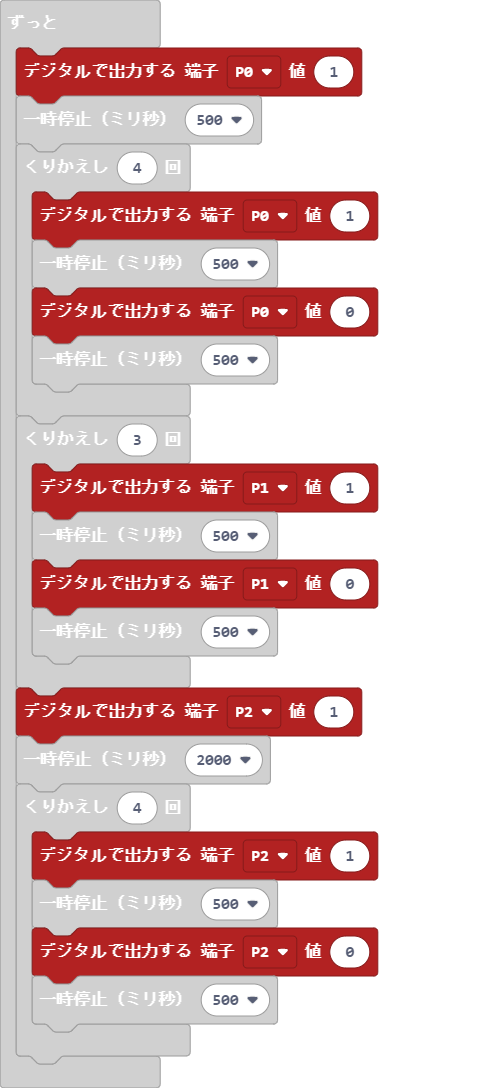 ずっと
デジタルで出力する 端子 P0 値 1
一時停止（ミリ秒） 500
くりかえし 4 回
デジタルで出力する 端子 P0 値 1
一時停止（ミリ秒） 500
デジタルで出力する 端子 P0 値 0
一時停止（ミリ秒） 500
くりかえし 3 回
デジタルで出力する 端子 P1 値 1
一時停止（ミリ秒） 500
デジタルで出力する 端子 P1 値 0
一時停止（ミリ秒） 500
デジタルで出力する 端子 P2 値 1
一時停止（ミリ秒） 2000
くりかえし 4 回
デジタルで出力する 端子 P2 値 1
一時停止（ミリ秒） 500
デジタルで出力する 端子 P2 値 0
一時停止（ミリ秒） 500